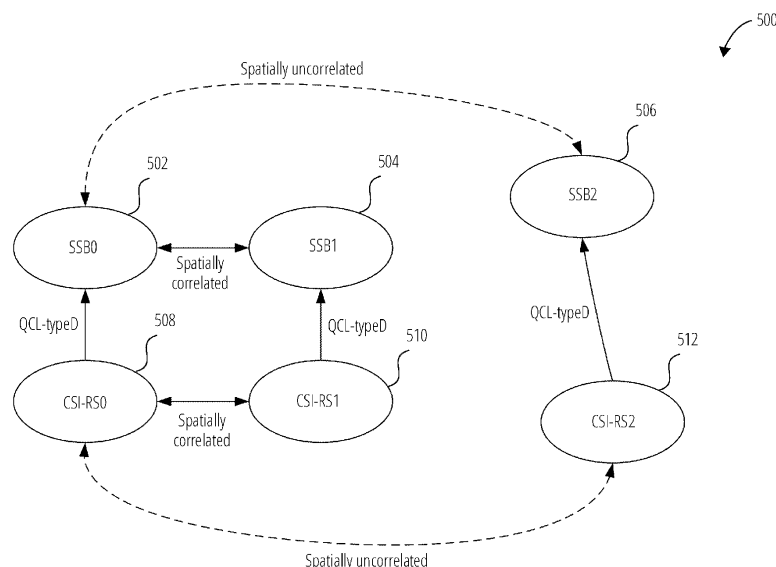 500
Spatially uncorrelated
506
502
504
SSB2
SSB0
SSB1
Spatially
correlated
QCL-typeD
QCL-typeD
QCL-typeD
508
510
512
CSI-RS0
CSI-RS1
CSI-RS2
Spatially
correlated
Spatially uncorrelated